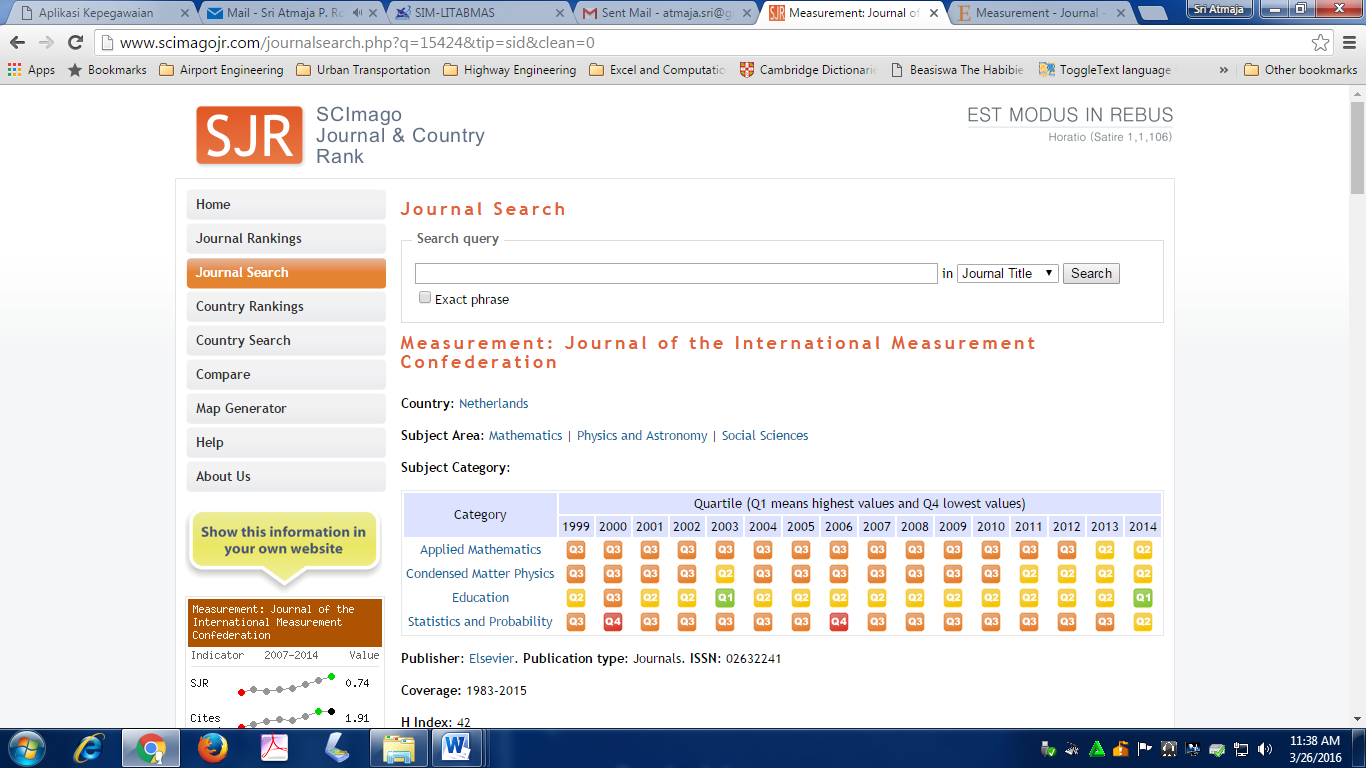 Aplikasi Kepegawaian
Mail - Sri Atmaja P. Ro
SIM-LITABMAS
Sent Mail - atmaja.sri@g
Measurement: Journal of
Measurement - Journal -
Sri Atmaja
www.scimagojr.com/journalsearch.php?q=15424&tip=sid&clean=0
Apps
Bookmarks
Airport Engineering
Urban Transportation
Highway Engineering
Excel and Computatio
Cambridge Dictionari
Beasiswa The Habibie
ToggleText language
»
Other bookmarks
SJR
SCImago
Journal & Country
Rank
EST MODUS IN REBUS
Horatio (Satire 1,1,106)
Home
Journal Rankings
Journal Search
Country Rankings
Country Search
Compare
Map Generator
Help
About Us
Show this information in
your own website
Measurement: Journal of the
International Measurement
Confederation
Indicator 2007-2014 Value
SJR 0.74
Cites 1.91
Journal Search
Search query
in Journal Title Search
Exact phrase
Measurement: Journal of the International Measurement
Confederation
Country: Netherlands
Subject Area: Mathematics | Physics and Astronomy | Social Sciences
Subject Category:
Category
Quartile (Q1 means highest values and Q4 lowest values)
1999 2000 2001 2002 2003 2004 2005 2006 2007 2008 2009 2010 2011 2012 2013 2014
Applied Mathematics Q3 Q3 Q3 Q3 Q3 Q3 Q3 Q3 Q3 Q3 Q3 Q3 Q3 Q3 Q2 Q2
Condensed Matter Physics Q3 Q3 Q3 Q3 Q2 Q3 Q3 Q3 Q3 Q3 Q3 Q3 Q2 Q2 Q2 Q2
Education Q2 Q3 Q2 Q2 Q1 Q2 Q2 Q2 Q2 Q2 Q2 Q2 Q2 Q2 Q2 Q1
Statistics and Probability Q3 Q4 Q3 Q3 Q3 Q3 Q3 Q4 Q3 Q3 Q3 Q3 Q3 Q3 Q3 Q2
Publisher: Elsevier. Publication type: Journals. ISSN: 02632241
Coverage: 1983-2015
H Index: 42
11:38 AM
3/26/2016